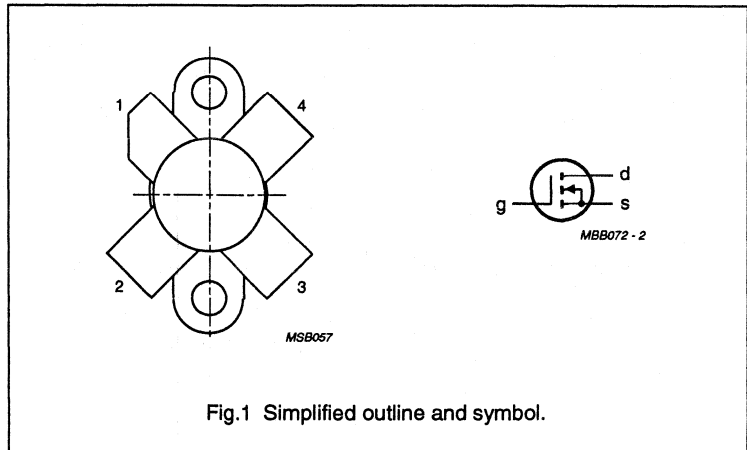 1
4
g
d
s
MBB072 - 2
2
3
MSB057
Fig.1 Simplified outline and symbol.